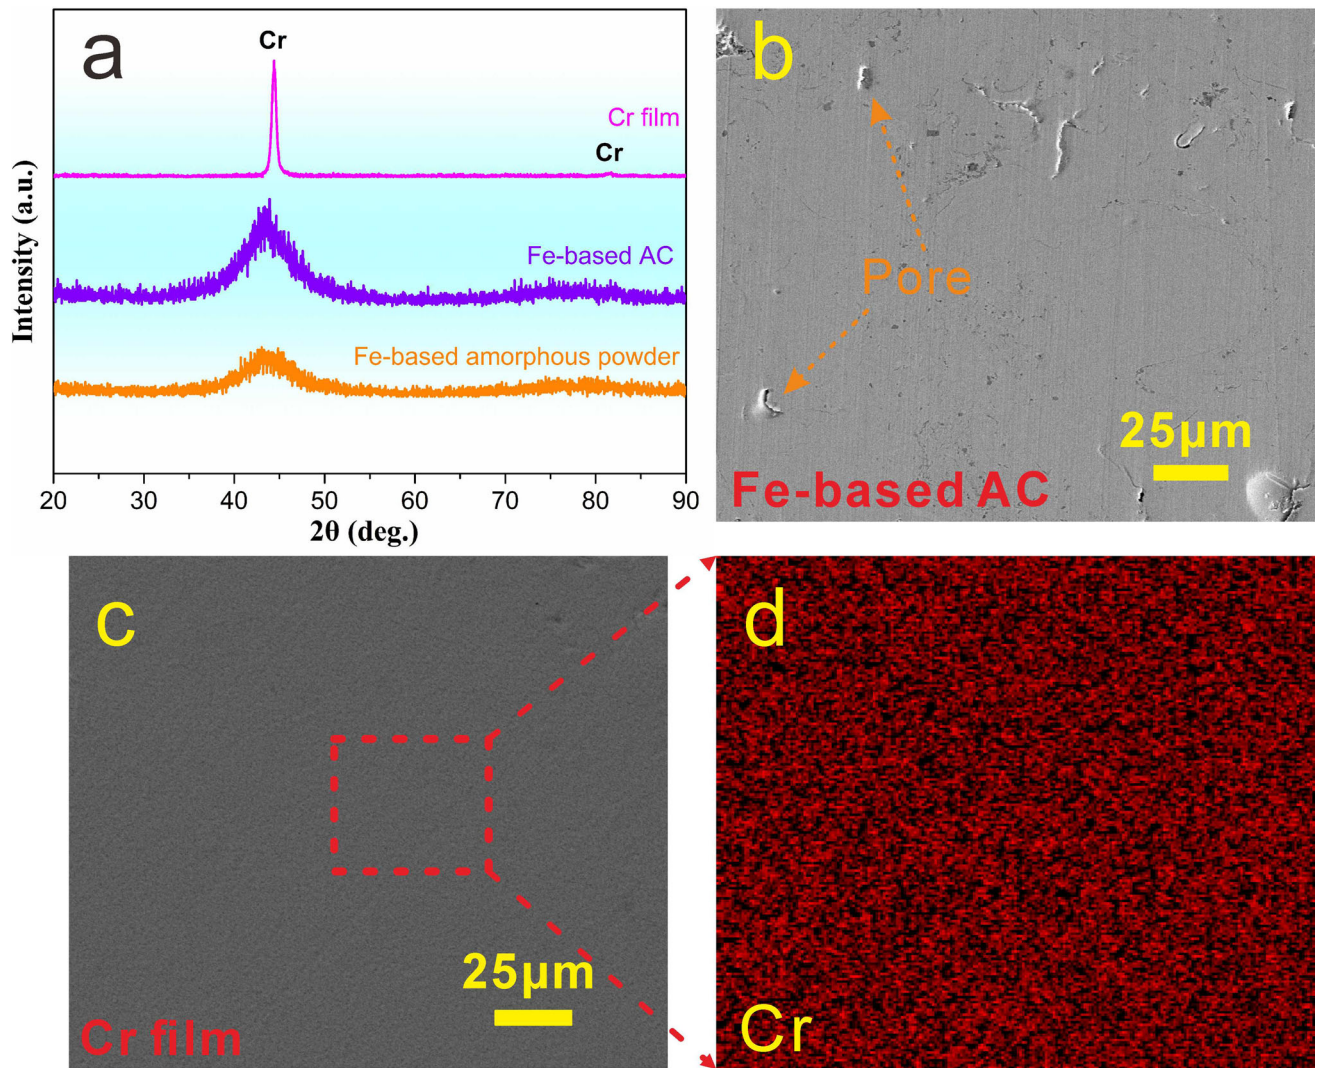 a
Cr
Cr film
Cr
Fe-based AC
Fe-based amorphous powder
Intensity (a.u.)
20 30 40 50 60 70 80 90
2θ (deg.)
b
Pore
25μm
Fe-based AC
c
25μm
Cr film
d
Cr